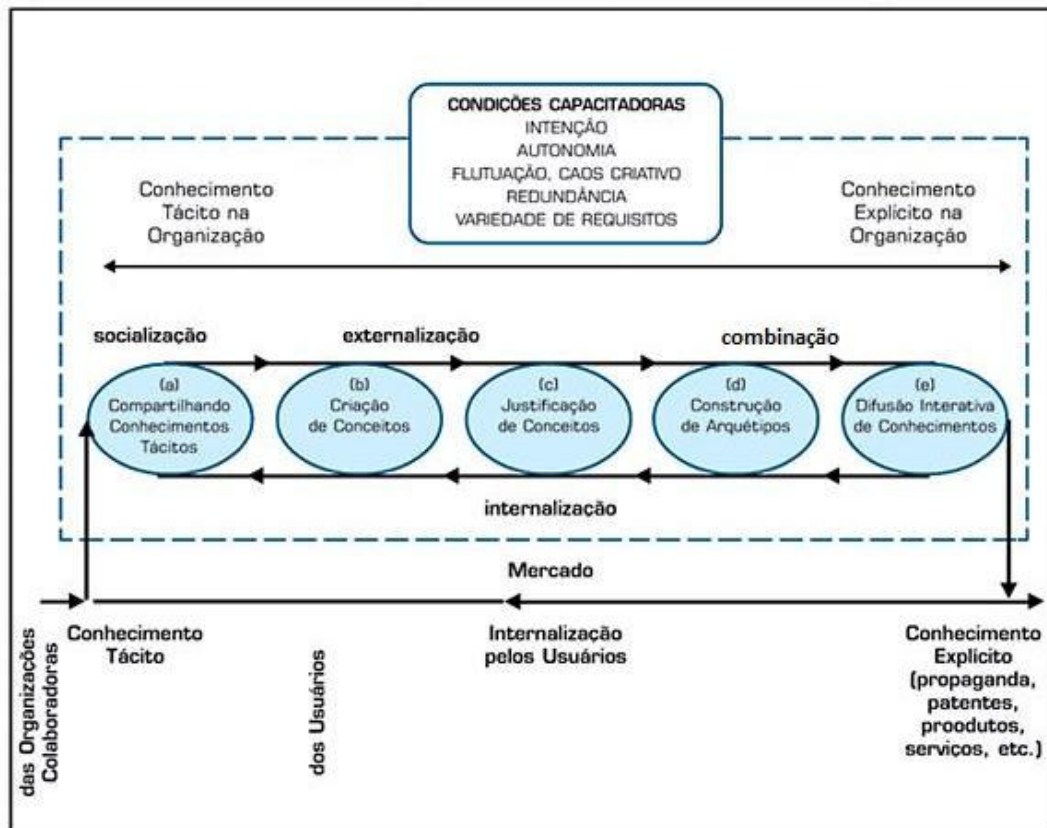 CONDIÇÕES CAPACITADORAS
INTENÇÃO
AUTONOMIA
FLUTUAÇÃO, CAOS CRIATIVO
REDUNDÂNCIA
VARIEDADE DE REQUISITOS
Conhecimento
Tácito na
Organização
Conhecimento
Explícito na
Organização
socialização
externalização
combinação
(a)
Compartilhando
Conhecimentos
Tácitos
(b)
Criação
de Conceitos
(c)
Justificação
de Conceitos
(d)
Construção
de Arquétipos
(e)
Difusão Interativa
de Conhecimentos
internalização
Mercado
das Organizações
Colaboradoras
Conhecimento
Tácito
dos Usuários
Internalização
pelos Usuários
Conhecimento
Explícito
(propaganda,
patentes,
proodutos,
serviços, etc.)